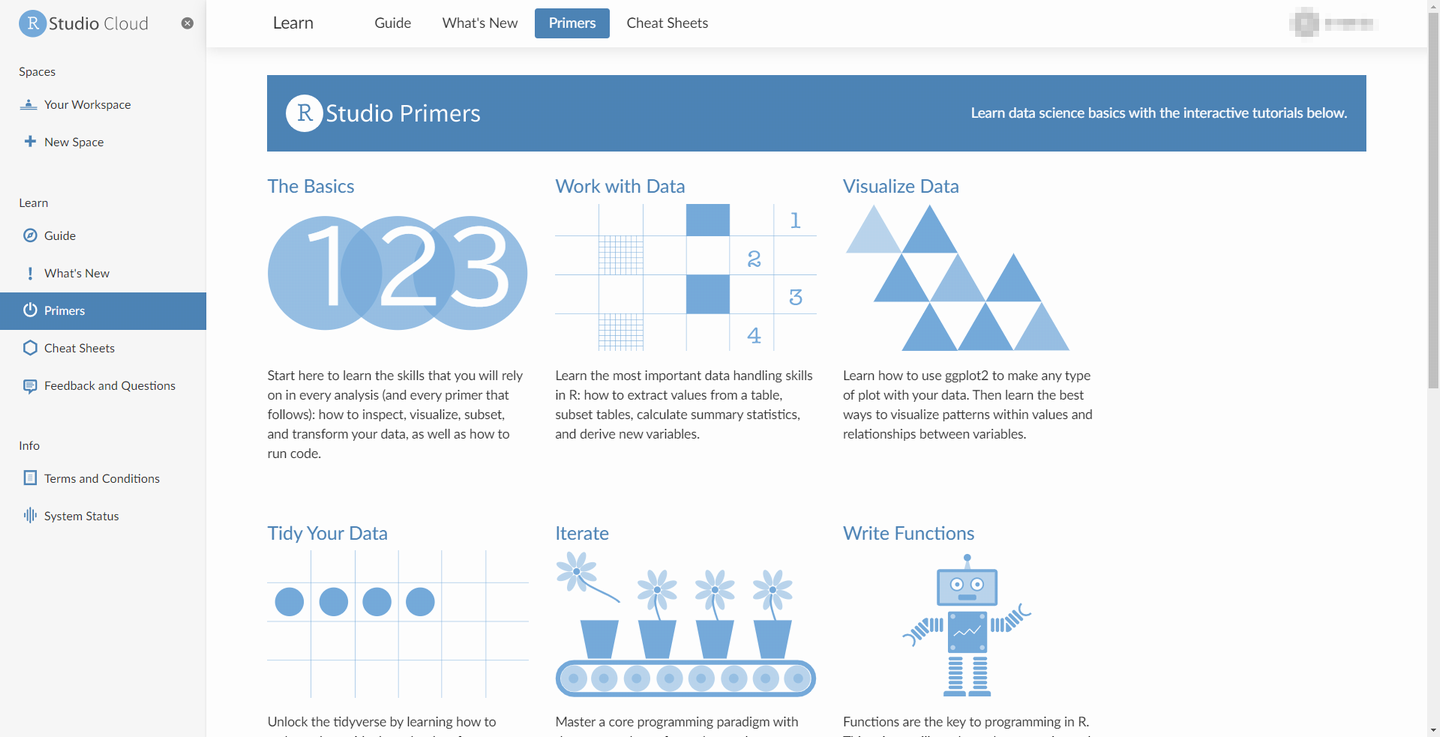 R Studio Cloud
Spaces
Your Workspace
New Space
Learn
Guide
What's New
Primers
Cheat Sheets
Feedback and Questions
Info
Terms and Conditions
System Status
Learn
Guide
What's New
Primers
Cheat Sheets
R Studio Primers
Learn data science basics with the interactive tutorials below.
The Basics
1 2 3
Start here to learn the skills that you will rely
on in every analysis (and every primer that
follows): how to inspect, visualize, subset,
and transform your data, as well as how to
run code.
Work with Data
1
2
3
4
Learn the most important data handling skills
in R: how to extract values from a table,
subset tables, calculate summary statistics,
and derive new variables.
Visualize Data
Learn how to use ggplot2 to make any type
of plot with your data. Then learn the best
ways to visualize patterns within values and
relationships between variables.
Tidy Your Data
Unlock the tidyverse by learning how to
Iterate
Master a core programming paradigm with
Write Functions
Functions are the key to programming in R.